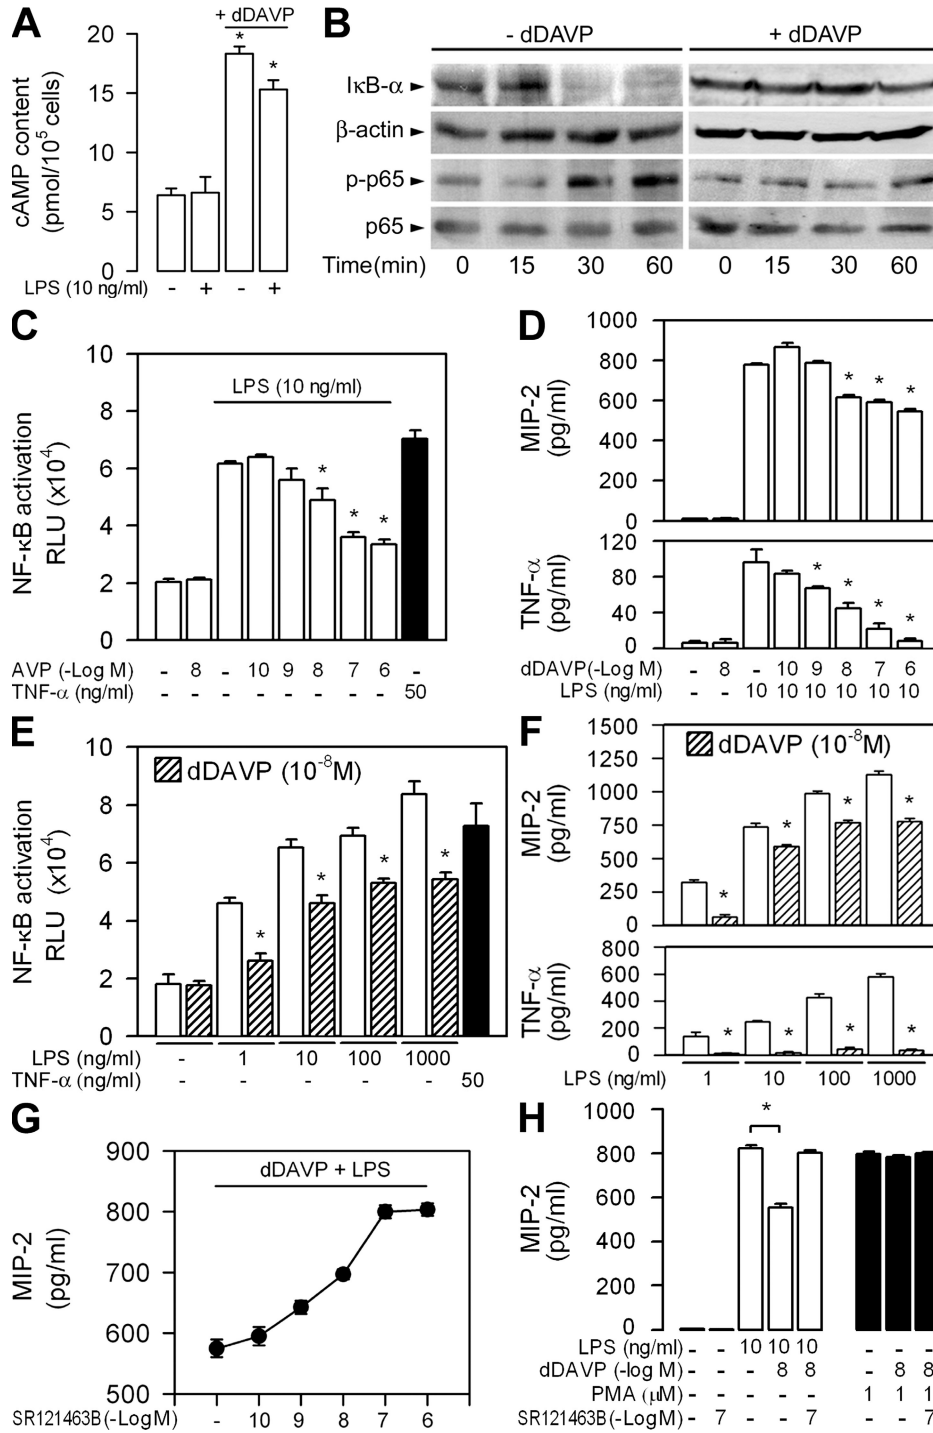 A
+ dDAVP
20
15
10
5
0
cAMP content
(pmol/10⁵ cells)
*
*
LPS (10 ng/ml)
- + - +
B
- dDAVP
+ dDAVP
IκB-α
β-actin
p-p65
p65
Time(min) 0 15 30 60 0 15 30 60
C
10
8
6
4
2
0
NF-κB activation
RLU (x10⁴)
LPS (10 ng/ml)
* * *
AVP (-Log M) - 8 - 10 9 8 7 6 -
TNF-α (ng/ml) - - - - - - - - 50
D
1000
800
600
400
200
0
MIP-2
(pg/ml)
* * *
120
80
40
0
TNF-α
(pg/ml)
* * * *
dDAVP(-Log M) - 8 - 10 9 8 7 6
LPS (ng/ml) - - 10 10 10 10 10 10
E
10
8
6
4
2
0
NF-κB activation
RLU (x10⁴)
dDAVP (10⁻⁸M)
* * * *
LPS (ng/ml) - 1 10 100 1000
TNF-α (ng/ml) - - - - - 50
F
1500
1250
1000
750
500
250
0
MIP-2
(pg/ml)
dDAVP (10⁻⁸M)
* * * *
800
600
400
200
0
TNF-α
(pg/ml)
* * * *
LPS (ng/ml) 1 10 100 1000
G
900
800
700
600
500
MIP-2
(pg/ml)
dDAVP + LPS
SR121463B(-LogM) - 10 9 8 7 6
H
1000
800
600
800
400
200
0
MIP-2
(pg/ml)
*
LPS (ng/ml) - - 10 10 10 - - -
dDAVP (-log M) - - - 8 8 - 8 8
PMA (μM) - - - - - 1 1 1
SR121463B(-LogM) - 7 - - 7 - - 7